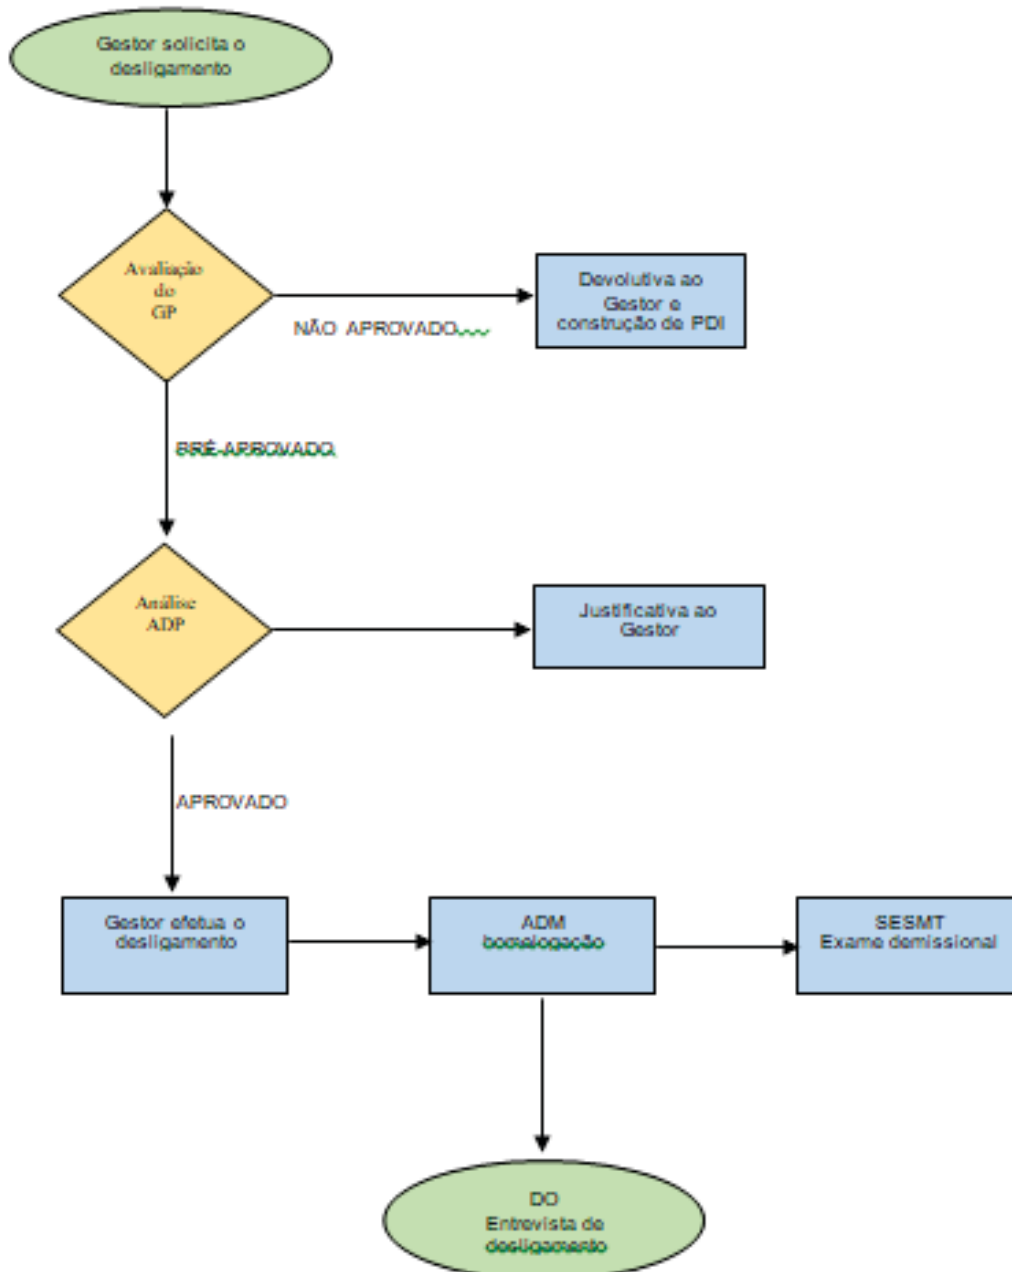 Gestor solicita o
desligamento
Avaliação
do
GP
NÃO APROVADO
Devolutiva ao
Gestor e
construção de PDI
PRÉ-APROVADO
Análise
ADP
Justificativa ao
Gestor
APROVADO
Gestor efetua o
desligamento
ADM
homologação
SESMT
Exame demissional
DO
Entrevista de
desligamento